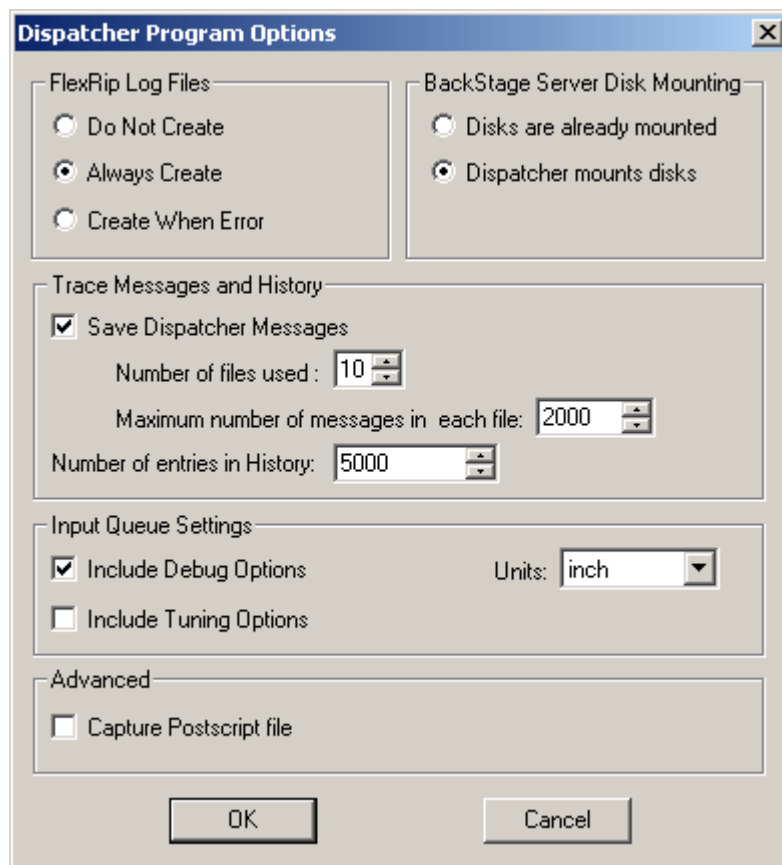 Dispatcher Program Options
FlexRip Log Files
Do Not Create
Always Create
Create When Error
BackStage Server Disk Mounting
Disks are already mounted
Dispatcher mounts disks
Trace Messages and History
Save Dispatcher Messages
Number of files used : 10
Maximum number of messages in each file: 2000
Number of entries in History: 5000
Input Queue Settings
Include Debug Options
Units: inch
Include Tuning Options
Advanced
Capture Postscript file
OK Cancel